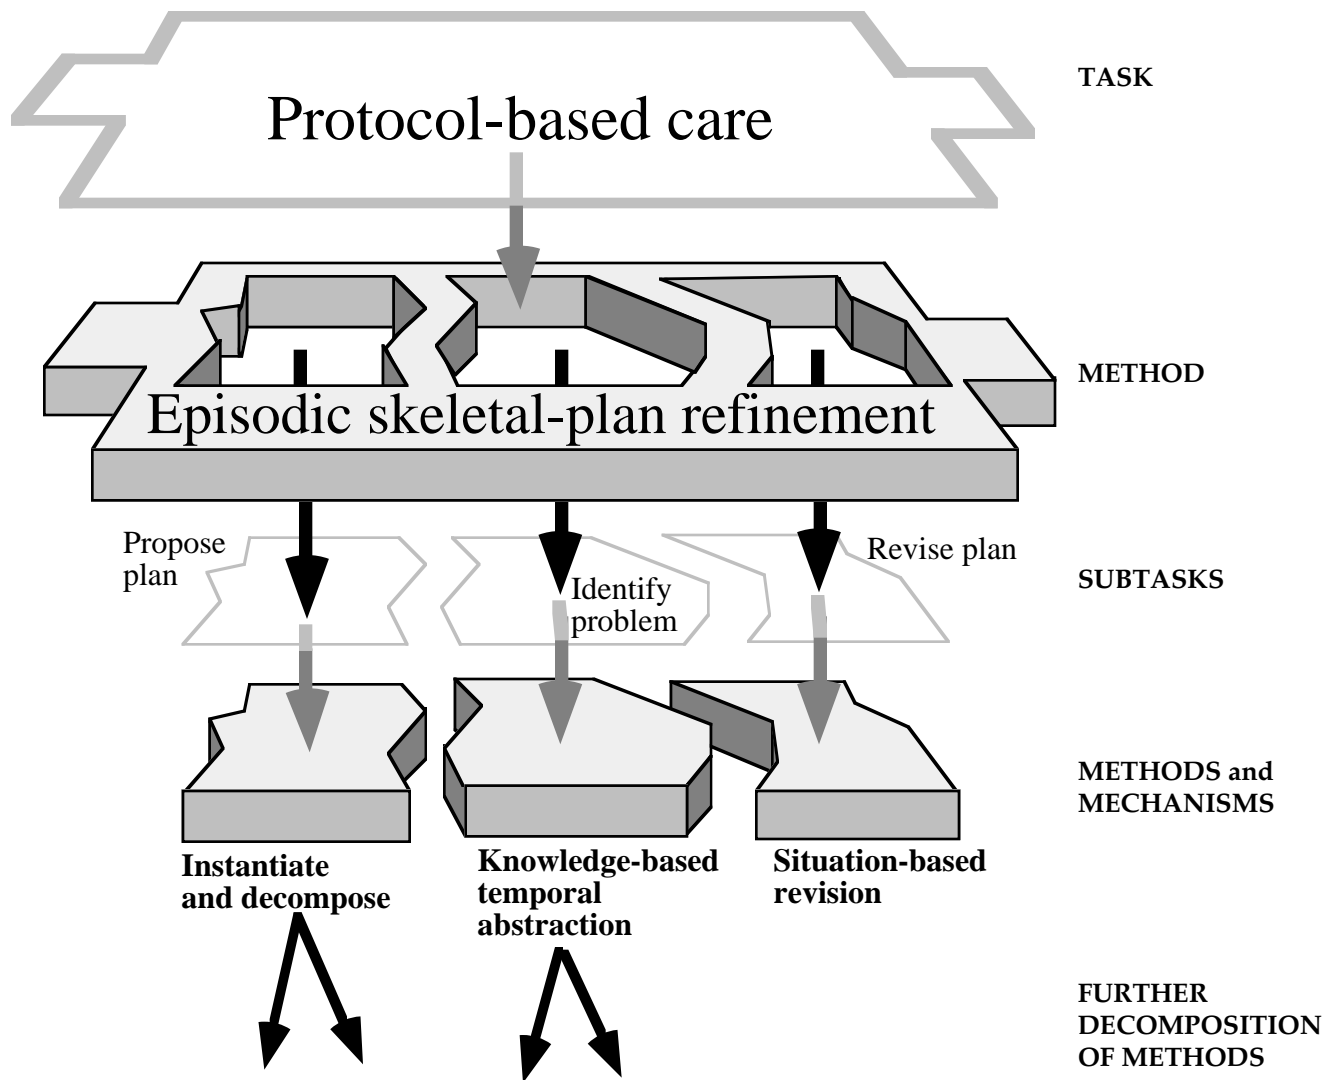 Protocol-based care
TASK
METHOD
Episodic skeletal-plan refinement
Propose
plan
Identify
problem
Revise plan
SUBTASKS
METHODS and
MECHANISMS
Instantiate
and decompose
Knowledge-based
temporal
abstraction
Situation-based
revision
FURTHER
DECOMPOSITION
OF METHODS